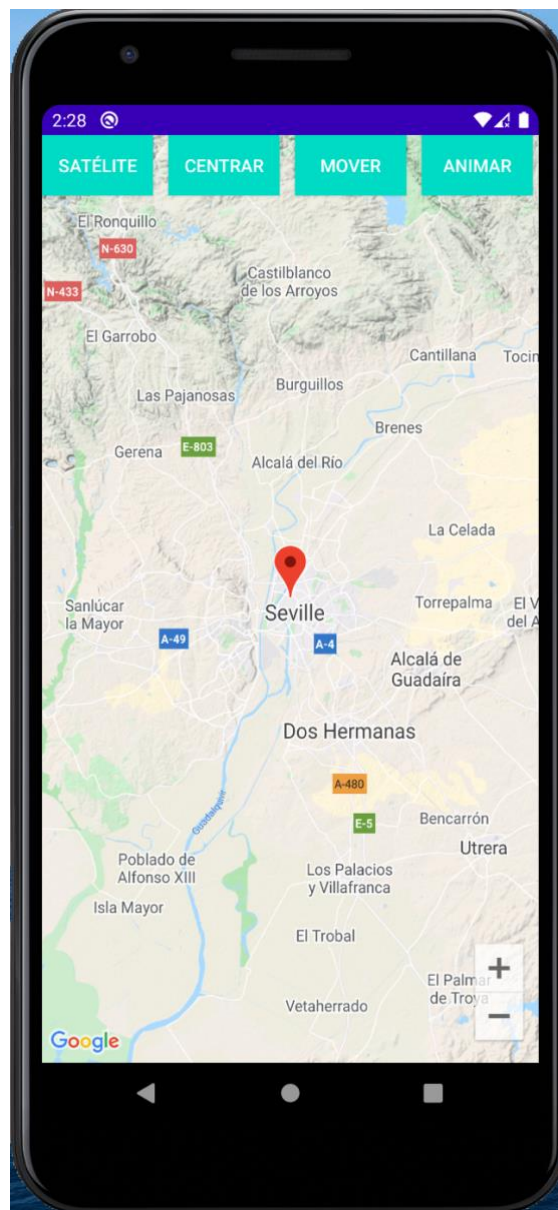 2:28
SATÉLITE CENTRAR MOVER ANIMAR
El Ronquillo
N-630
Castilblanco
de los Arroyos
N-433
El Garrobo
Cantillana
Tocin
Burguillos
Las Pajanosas
Brenes
E-803
Gerena
Alcalá del Río
La Celada
Sanlúcar
la Mayor
Seville
Torrepalma
El V
del A
A-49
A-4
Alcalá de
Guadaíra
Dos Hermanas
A-480
Guadalquivir
E-5
Bencarrón
Utrera
Poblado de
Alfonso XIII
Los Palacios
y Villafranca
Isla Mayor
El Trobal
El Palmar
de Troya
+
Vetaherrado
−
Google